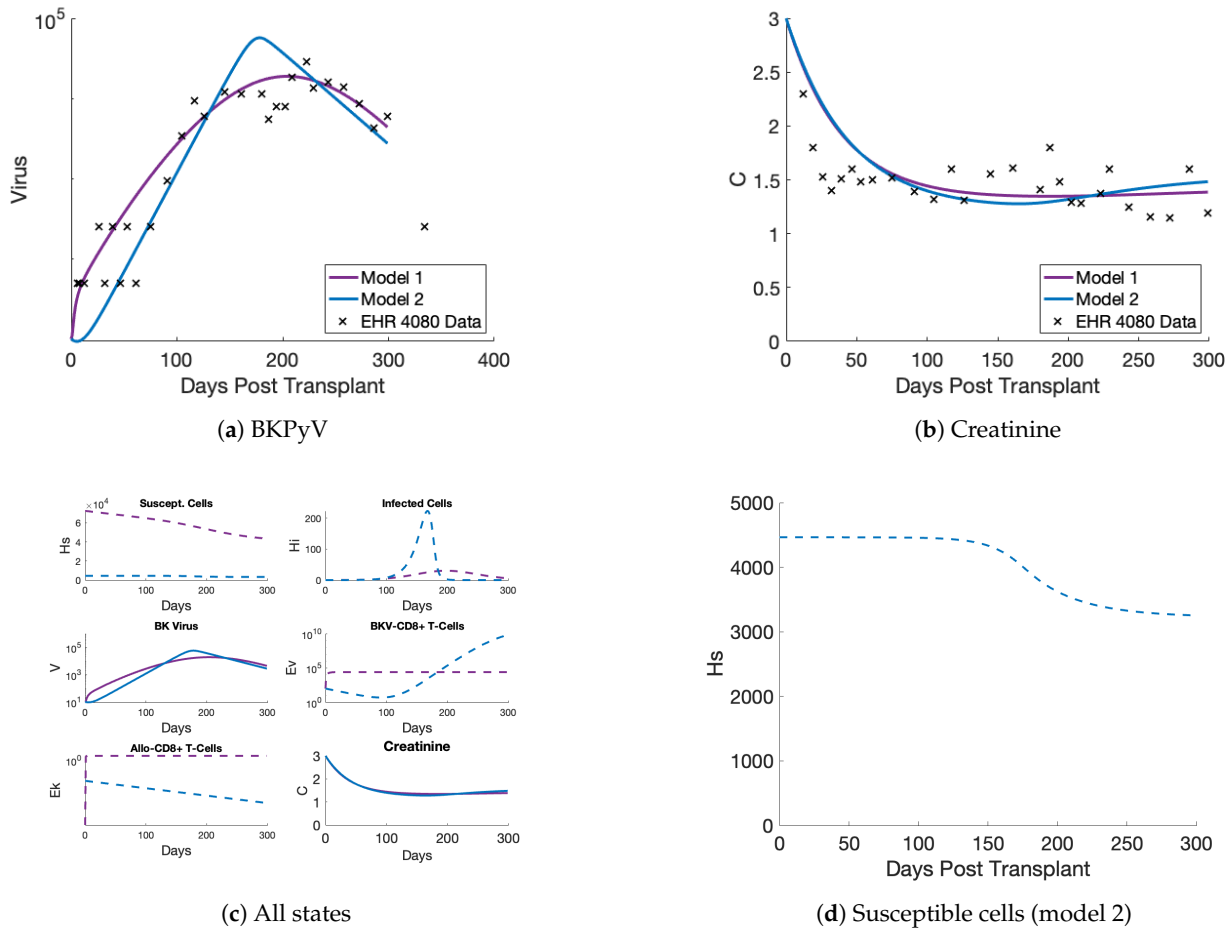 10^5
Virus
0
100
200
300
400
Days Post Transplant
Model 1
Model 2
EHR 4080 Data
(a) BKPyV
3
2.5
2
1.5
1
0.5
0
C
0
50
100
150
200
250
300
Days Post Transplant
Model 1
Model 2
EHR 4080 Data
(b) Creatinine
Suscept. Cells
×10^4
6
4
2
0
Hs
0
100
200
300
Days
Infected Cells
200
100
0
Hi
0
100
200
300
Days
BK Virus
10^5
10^3
10^1
V
0
100
200
300
Days
BKV-CD8+ T-Cells
10^10
10^5
10^0
Ev
0
100
200
300
Days
Allo-CD8+ T-Cells
10^0
Ek
0
100
200
300
Days
Creatinine
3
2
1
0
C
0
100
200
300
Days
(c) All states
5000
4500
4000
3500
3000
2500
2000
1500
1000
500
0
Hs
0
50
100
150
200
250
300
Days Post Transplant
(d) Susceptible cells (model 2)